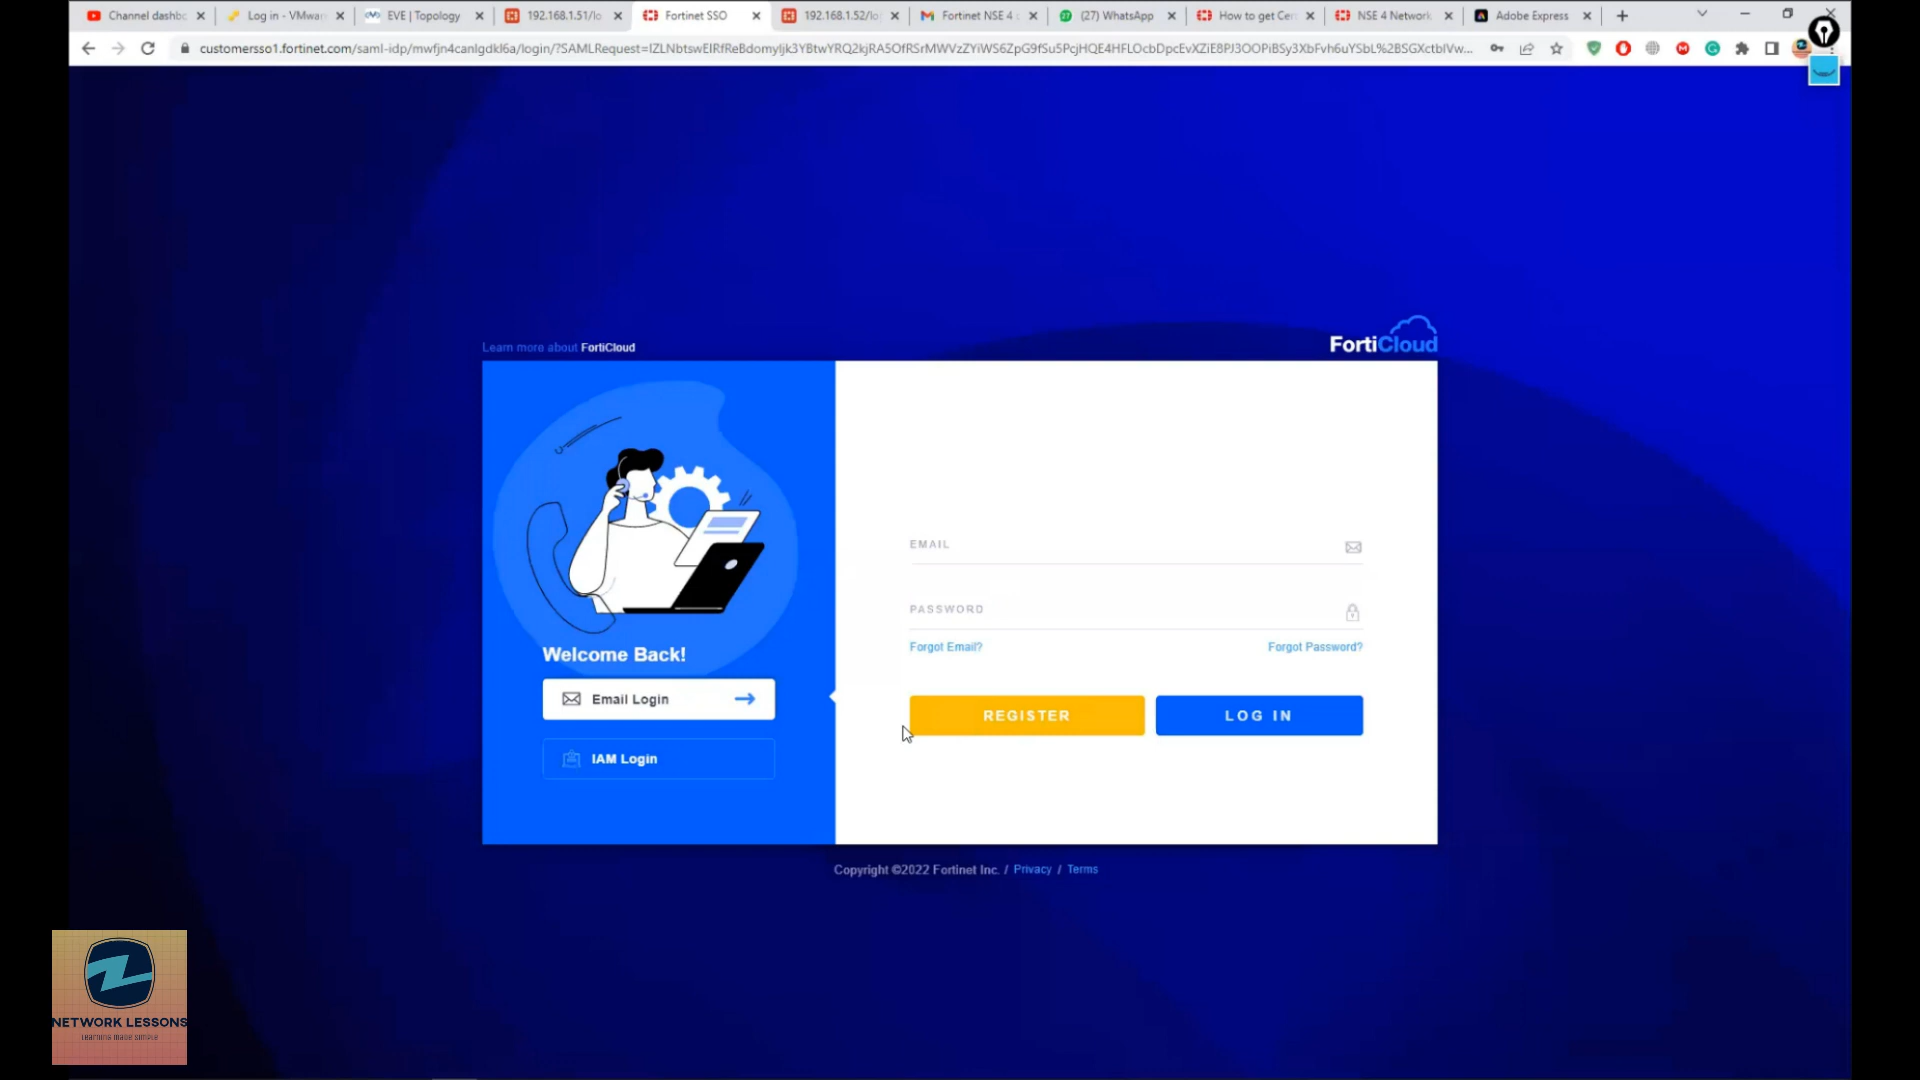 Channel dashbo
Log in - VMwar
EVE | Topology
192.168.1.51/lo
Fortinet SSO
192.168.1.52/lo
Fortinet NSE 4
(27) WhatsApp
How to get Cer
NSE 4 Network
Adobe Express
Learn more about FortiCloud
FortiCloud
EMAIL
PASSWORD
Forgot Email?
Forgot Password?
Welcome Back!
Email Login
REGISTER
LOG IN
IAM Login
Copyright ©2022 Fortinet Inc. / Privacy / Terms
NETWORK LESSONS
Learning Made Simple